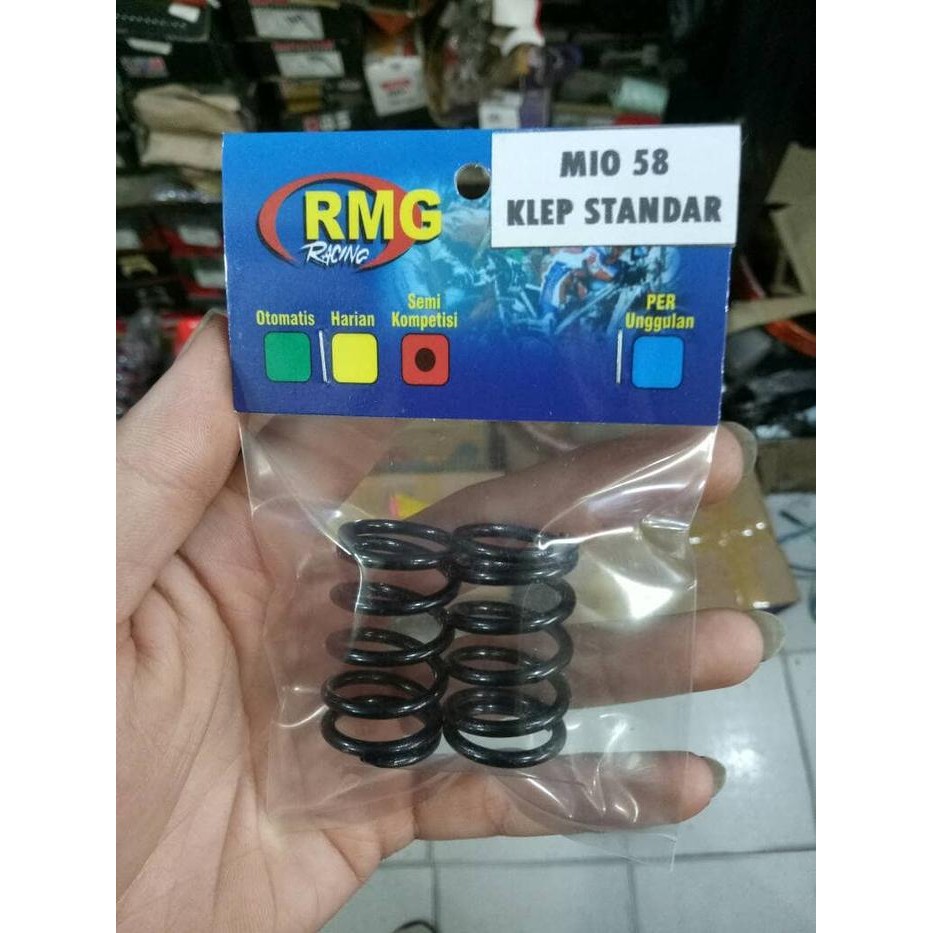 MIO 58
KLEP STANDAR
RMG
RACING
Otomatis
Harian
Semi
Kompetisi
PER
Unggulan